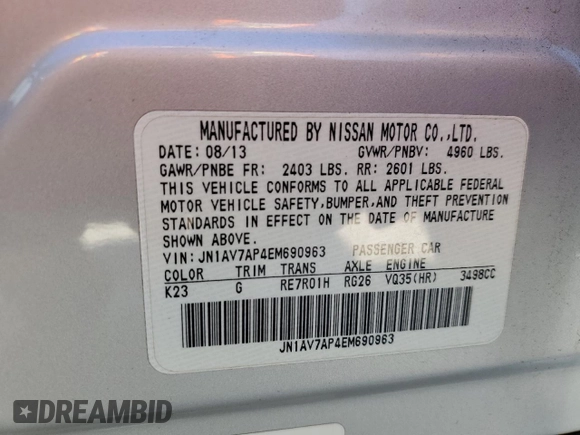 MANUFACTURED BY NISSAN MOTOR CO.,LTD.
DATE: 08/13 GVWR/PNBV: 4960 LBS.
GAWR/PNBE FR: 2403 LBS. RR: 2601 LBS.
THIS VEHICLE CONFORMS TO ALL APPLICABLE FEDERAL
MOTOR VEHICLE SAFETY,BUMPER,AND THEFT PREVENTION
STANDARDS IN EFFECT ON THE DATE OF MANUFACTURE
SHOWN ABOVE.
VIN: JN1AV7AP4EM690963 PASSENGER CAR
COLOR TRIM TRANS AXLE ENGINE
K23 G RE7R01H RG26 VQ35(HR) 3498CC
JN1AV7AP4EM690963
DREAMBID